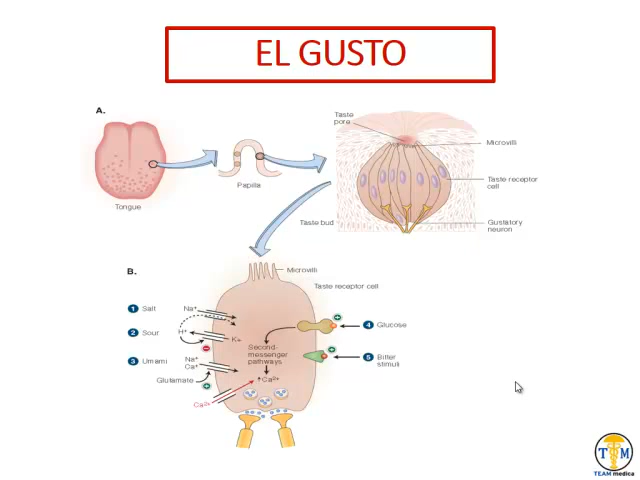 EL GUSTO
A.
Taste
pore
Microvilli
Papilla
Taste receptor
cell
Tongue
Taste bud
Gustatory
neuron
B.
Microvilli
Taste receptor cell
1 Salt
Na+
2 Sour
H+
K+
3 Umami
Na+
Ca+
Glutamate
Ca2+
Second-
messenger
pathways
Ca2+
4 Glucose
5 Bitter
stimuli
T M
TEAM medica